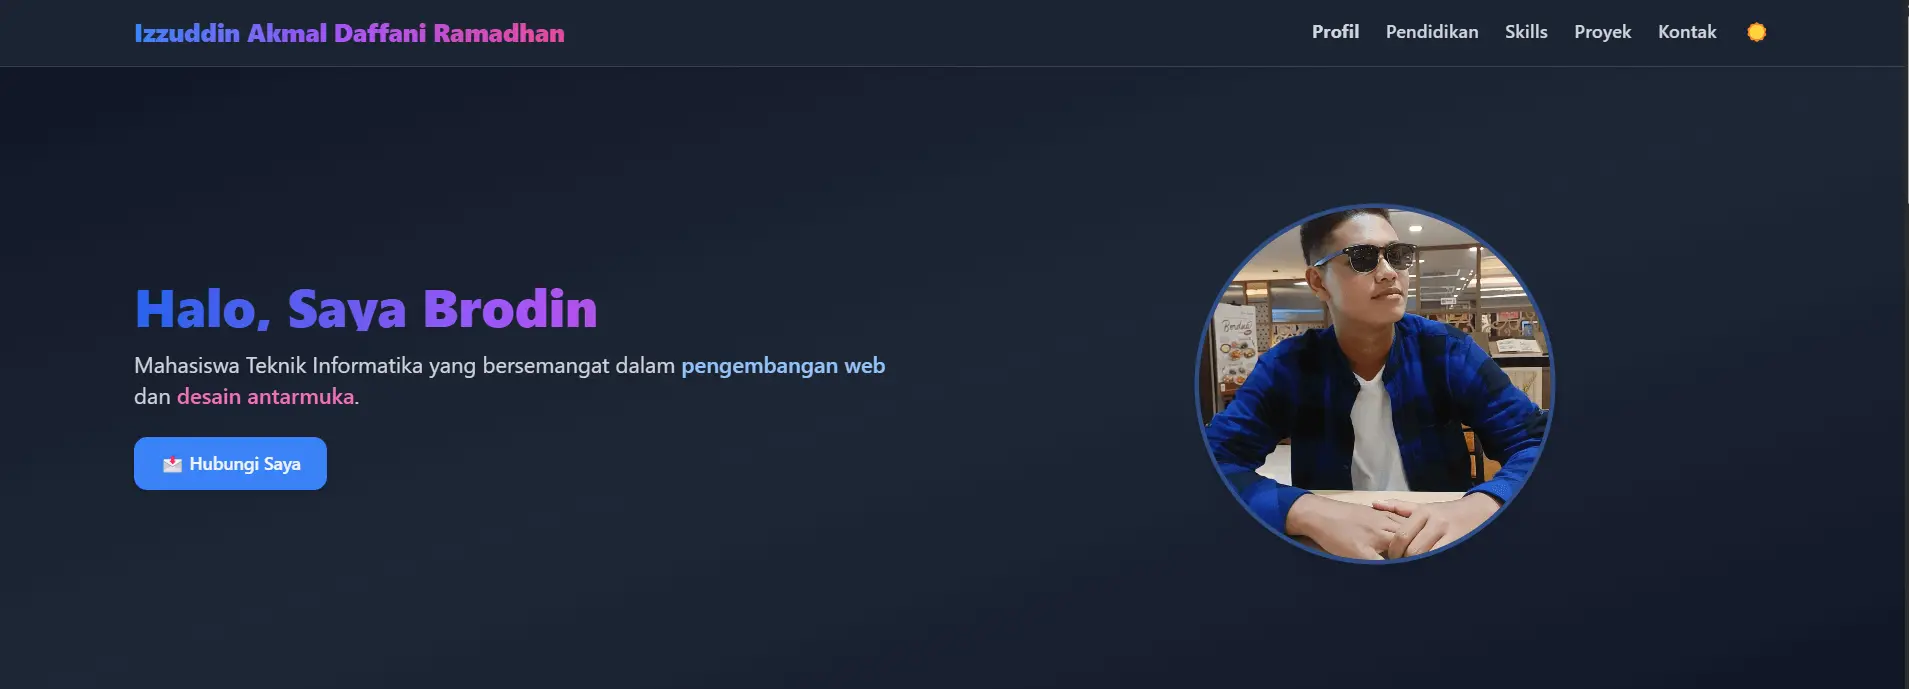 Izzuddin Akmal Daffani Ramadhan
Profil Pendidikan Skills Proyek Kontak
Halo, Saya Brodin
Mahasiswa Teknik Informatika yang bersemangat dalam pengembangan web
dan desain antarmuka.
Hubungi Saya